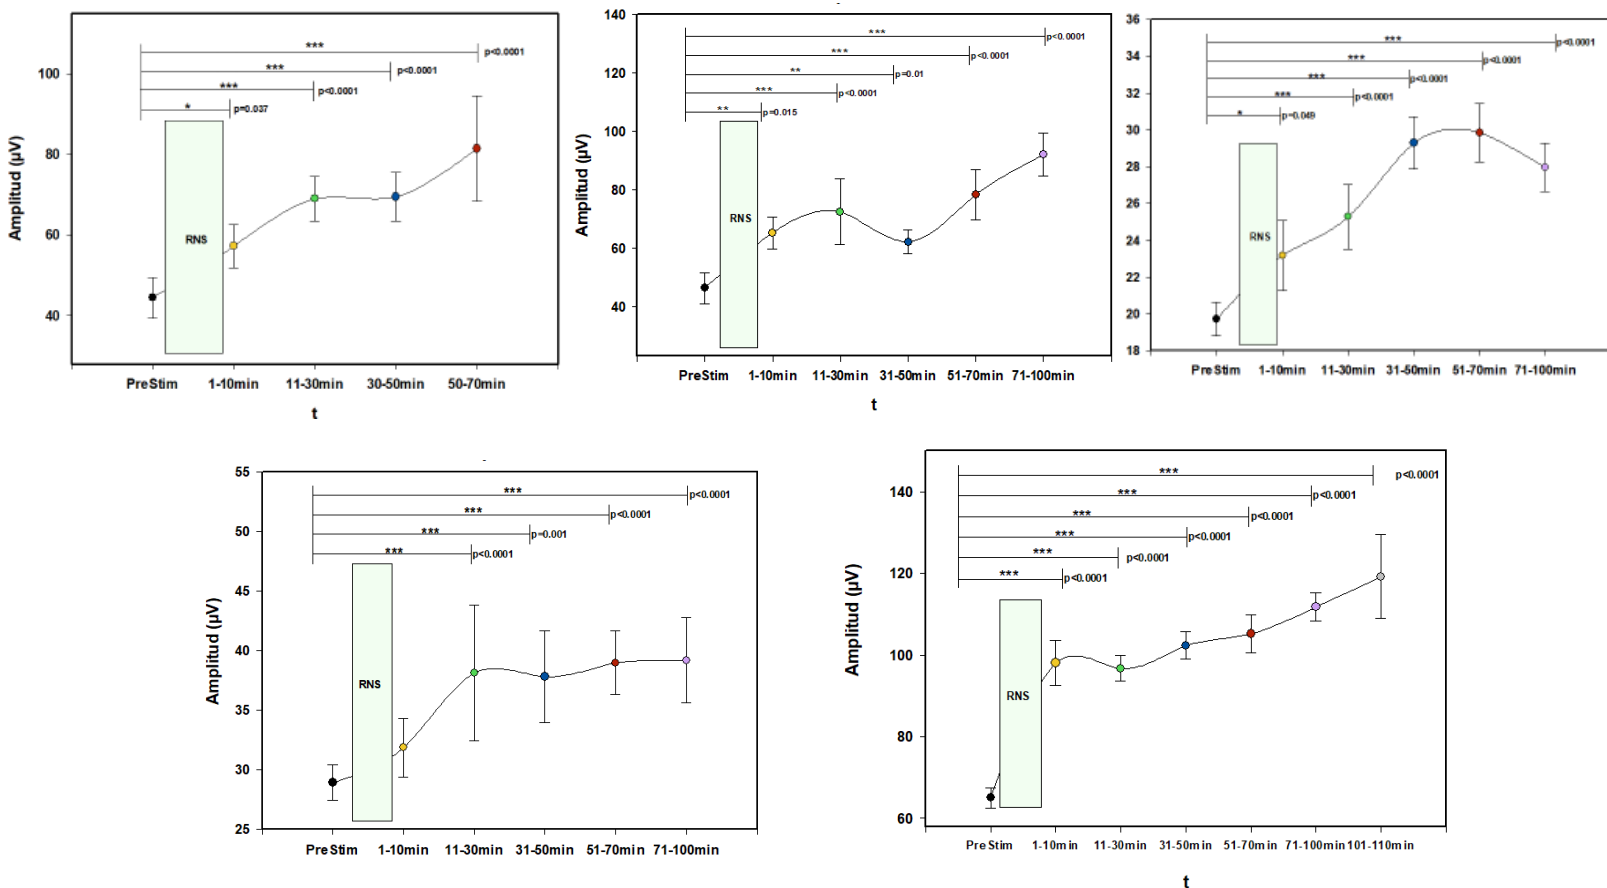 ***
p<0.0001
***
p<0.0001
***
p<0.0001
*
p=0.037
100
80
60
40
Amplitud (µV)
RNS
PreStim 1-10min 11-30min 30-50min 50-70min
t
***
p<0.0001
***
p<0.0001
**
p=0.01
***
p<0.0001
**
p=0.015
140
120
100
80
60
40
Amplitud (µV)
RNS
PreStim 1-10min 11-30min 31-50min 51-70min 71-100min
t
***
p<0.0001
***
p<0.0001
***
p<0.0001
***
p<0.0001
*
p=0.049
36
34
32
30
28
26
24
22
20
18
Amplitud (µV)
RNS
PreStim 1-10min 11-30min 31-50min 51-70min 71-100min
t
***
p<0.0001
***
p<0.0001
***
p=0.001
***
p<0.0001
55
50
45
40
35
30
25
Amplitud (µV)
RNS
PreStim 1-10min 11-30min 31-50min 51-70min 71-100min
***
p<0.0001
***
p<0.0001
***
p<0.0001
***
p<0.0001
***
p<0.0001
***
p<0.0001
140
120
100
80
60
Amplitud (µV)
RNS
PreStim 1-10min 11-30min 31-50min 51-70min 71-100min 101-110min
t